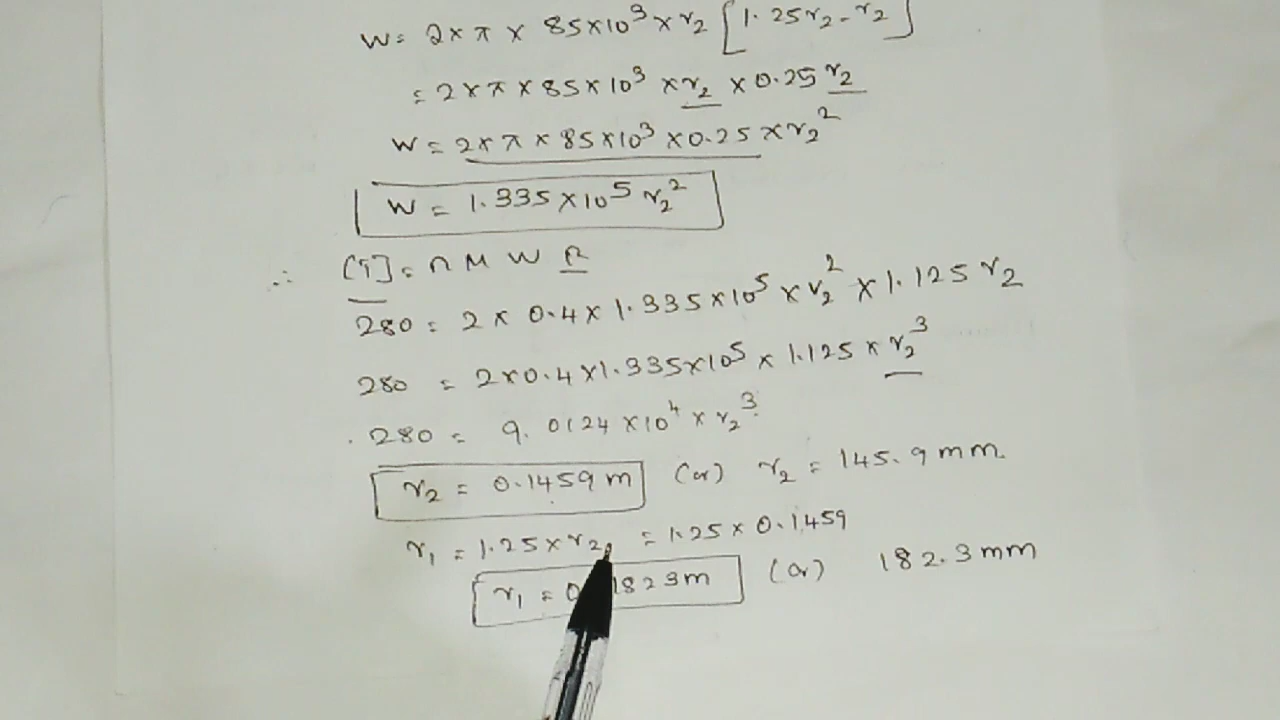 W = 2 × π × 85×10³ × r₂ [1.25r₂ - r₂]
= 2 × π × 85 × 10³ × r₂ × 0.25 r₂
W = 2 × π × 85 × 10³ × 0.25 × r₂²
W = 1.335 × 10⁵ r₂²
∴ [T] = n μ W R
280 = 2 × 0.4 × 1.335 × 10⁵ × r₂² × 1.125 r₂
280 = 2 × 0.4 × 1.335 × 10⁵ × 1.125 × r₂³
280 = 9.0124 × 10⁴ × r₂³
r₂ = 0.1459 m (or) r₂ = 145.9 mm.
r₁ = 1.25 × r₂ = 1.25 × 0.1459
r₁ = 0 1823m (or) 182.3 mm